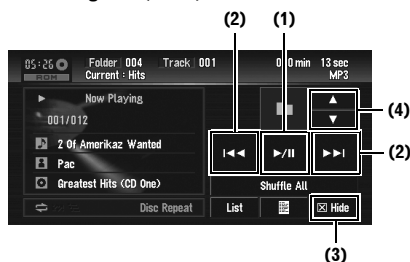 (2) (1)
05:26 Folder 004 Track 001 0:00 min 13 sec
ROM Current : Hits MP3
Now Playing
001/012
(4)
2 Of Amerikaz Wanted
(2)
Pac
Greatest Hits (CD One) Shuffle All
Disc Repeat List Hide
(3)